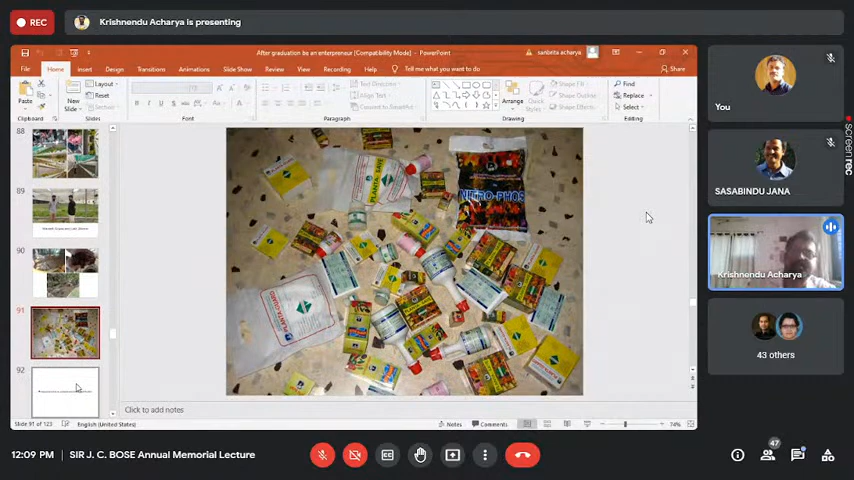 REC
Krishnendu Acharya is presenting
After graduation be an enterpreneur [Compatibility Mode] - PowerPoint
sanbrita acharya
File
Home
Insert
Design
Transitions
Animations
Slide Show
Review
View
Recording
Help
Tell me what you want to do
Share
Paste
New
Slide
Layout
Reset
Section
Text Direction
Align Text
Convert to SmartArt
Arrange
Quick
Styles
Shape Fill
Shape Outline
Shape Effects
Find
Replace
Select
Clipboard
Slides
Font
Paragraph
Drawing
Editing
88
89
90
91
92
NITRO-PHOS
Click to add notes
Slide 91 of 123
English (United States)
Notes
Comments
74%
You
SASABINDU JANA
Krishnendu Acharya
43 others
screenrec
12:09 PM | SIR J. C. BOSE Annual Memorial Lecture
47